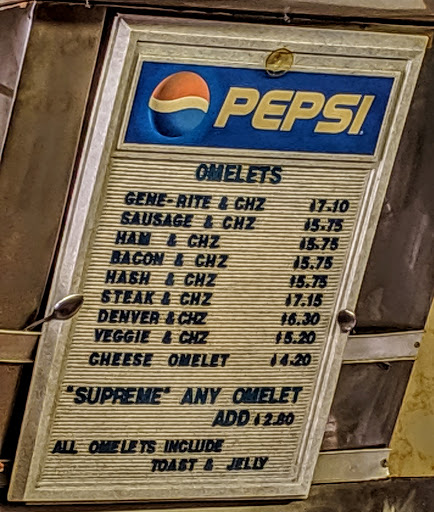 PEPSI
OMELETS
GENE-RITE & CHZ $7.10
SAUSAGE & CHZ $5.75
HAM & CHZ $5.75
BACON & CHZ $5.75
HASH & CHZ $5.75
STEAK & CHZ $7.15
DENVER & CHZ $6.30
VEGGIE & CHZ $5.20
CHEESE OMELET $4.20
"SUPREME" ANY OMELET
ADD $2.80
ALL OMELETS INCLUDE
TOAST & JELLY